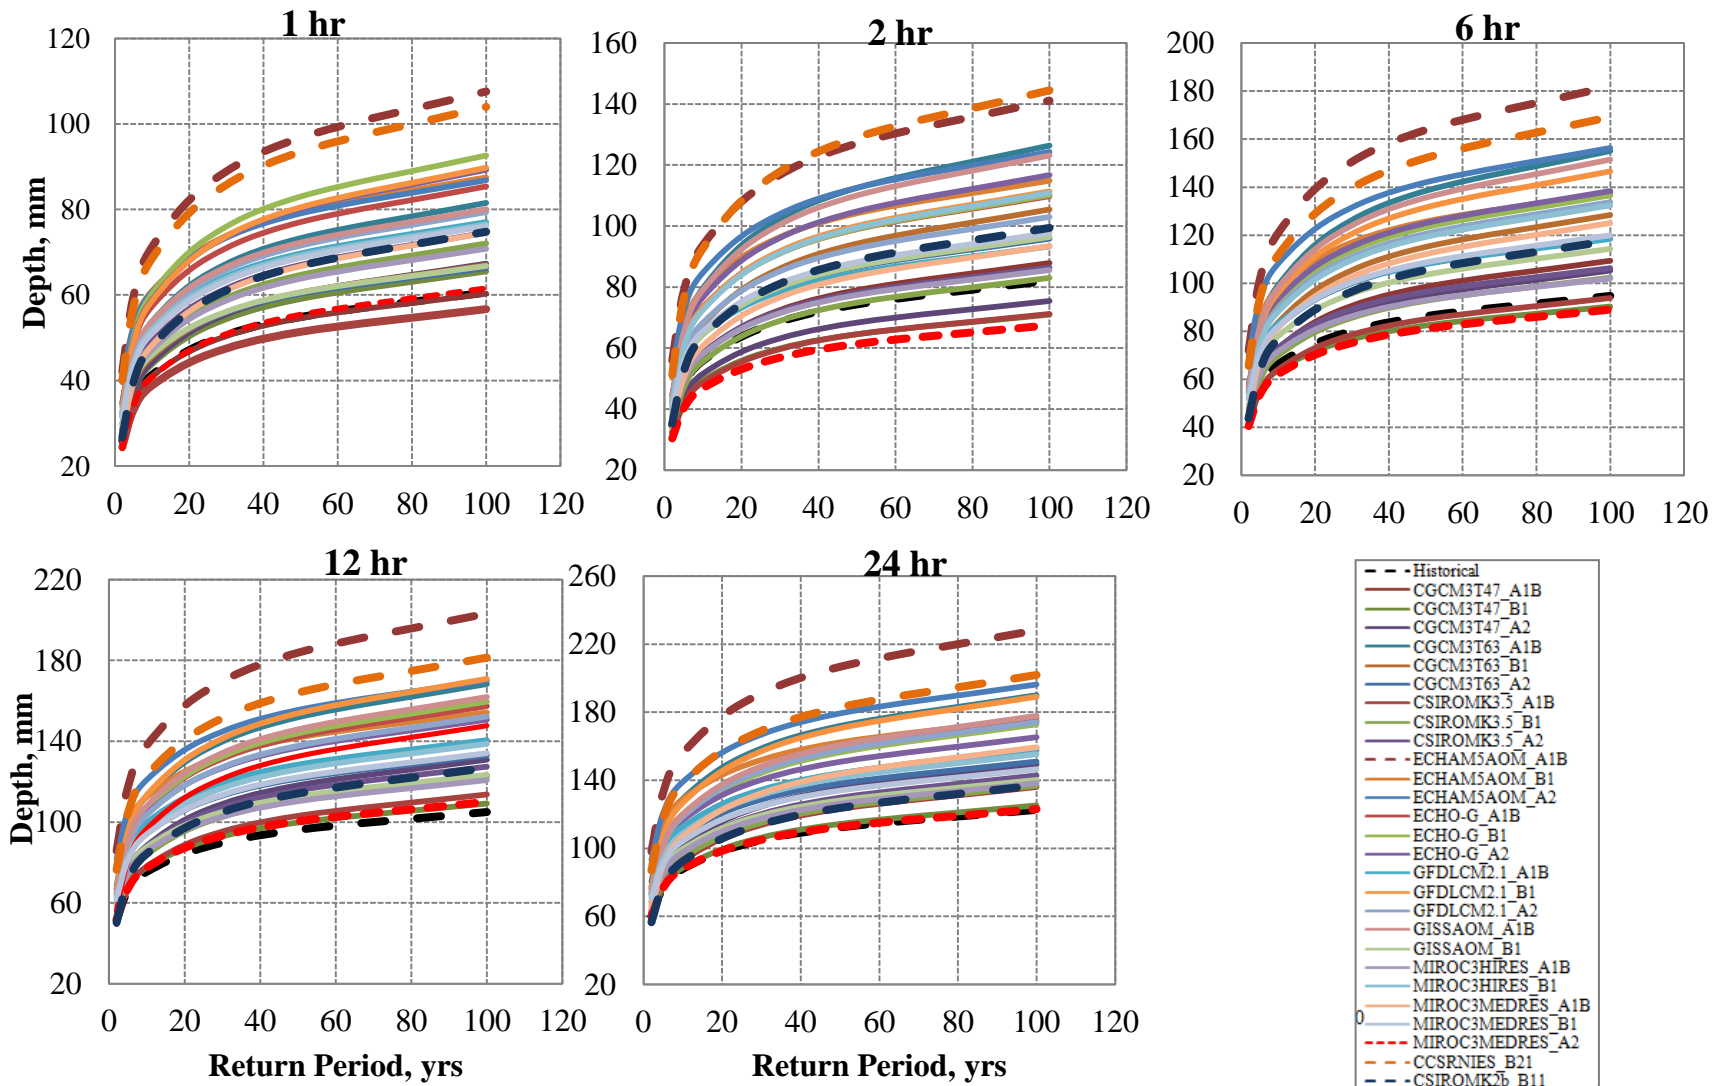 1 hr
120
100
80
60
40
20
0 20 40 60 80 100 120
Depth, mm
2 hr
160
140
120
100
80
60
40
20
0 20 40 60 80 100 120
6 hr
200
180
160
140
120
100
80
60
40
20
0 20 40 60 80 100 120
12 hr
220
180
140
100
60
20
0 20 40 60 80 100 120
Depth, mm
Return Period, yrs
24 hr
260
220
180
140
100
60
20
0 20 40 60 80 100 120
Return Period, yrs
Historical
CGCM3T47_A1B
CGCM3T47_B1
CGCM3T47_A2
CGCM3T63_A1B
CGCM3T63_B1
CGCM3T63_A2
CSIROMK3.5_A1B
CSIROMK3.5_B1
CSIROMK3.5_A2
ECHAM5AOM_A1B
ECHAM5AOM_B1
ECHAM5AOM_A2
ECHO-G_A1B
ECHO-G_B1
ECHO-G_A2
GFDLCM2.1_A1B
GFDLCM2.1_B1
GFDLCM2.1_A2
GISSAOM_A1B
GISSAOM_B1
MIROC3HIRES_A1B
MIROC3HIRES_B1
MIROC3MEDRES_A1B
0
MIROC3MEDRES_B1
MIROC3MEDRES_A2
CCSRNIES_B21
CSIROMK2b_B11